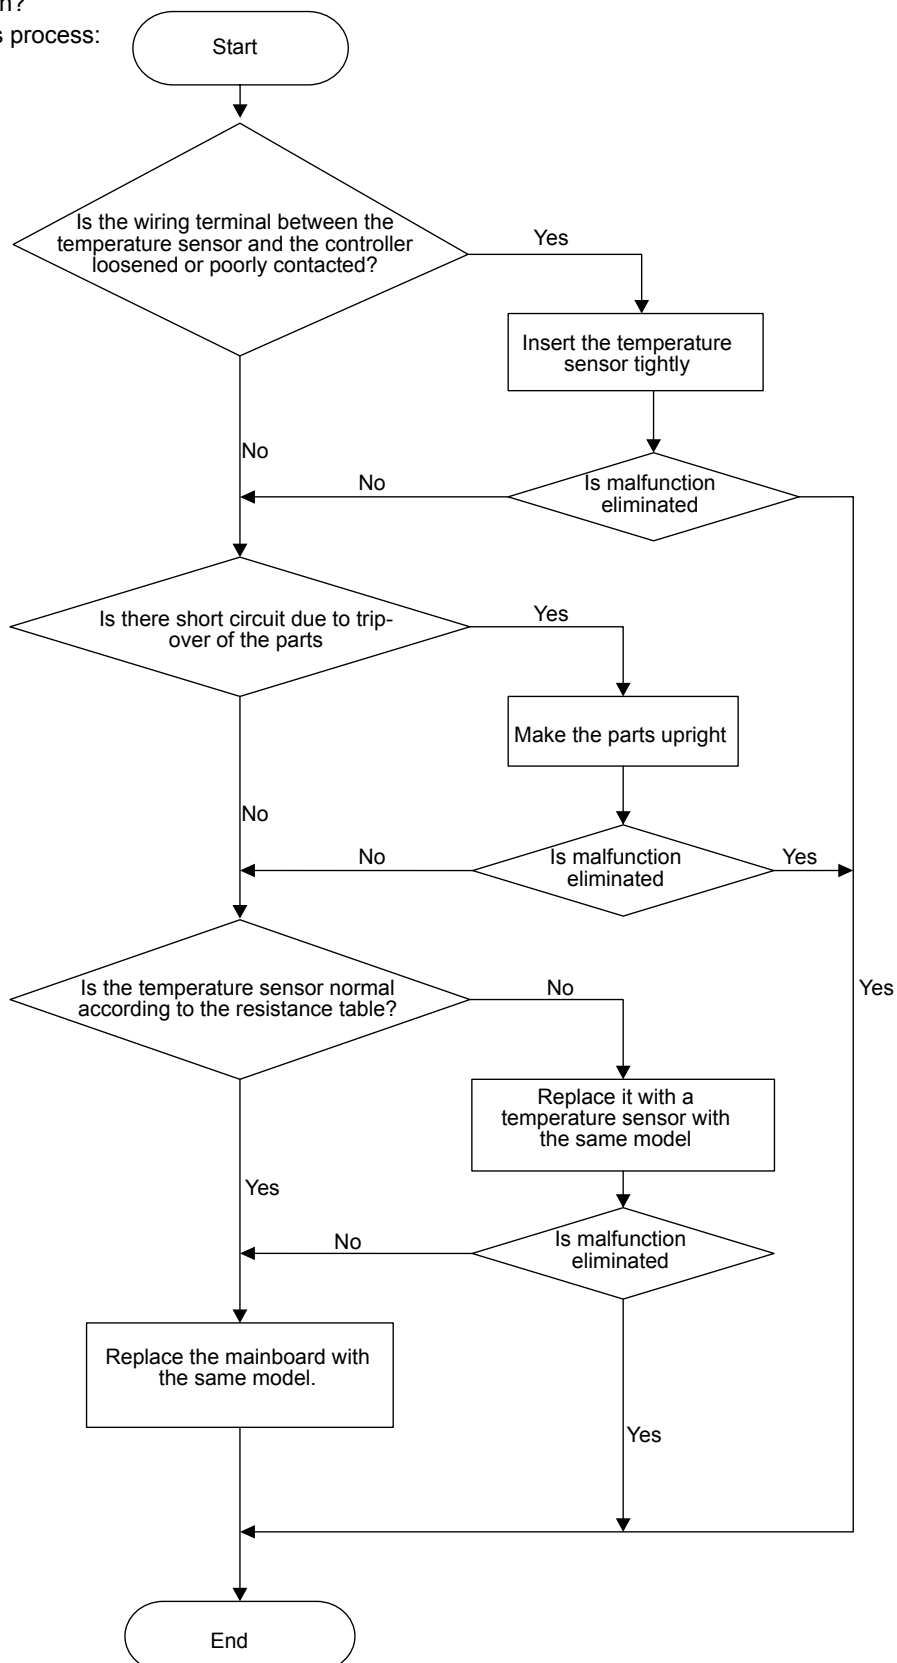 n?
s process:
Start
Is the wiring terminal between the
temperature sensor and the controller
loosened or poorly contacted?
Yes
Insert the temperature
sensor tightly
No
No
Is malfunction
eliminated
Is there short circuit due to trip-
over of the parts
Yes
Make the parts upright
No
No
Is malfunction
eliminated
Yes
Is the temperature sensor normal
according to the resistance table?
No
Yes
Replace it with a
temperature sensor with
the same model
Yes
No
Is malfunction
eliminated
Replace the mainboard with
the same model.
Yes
End